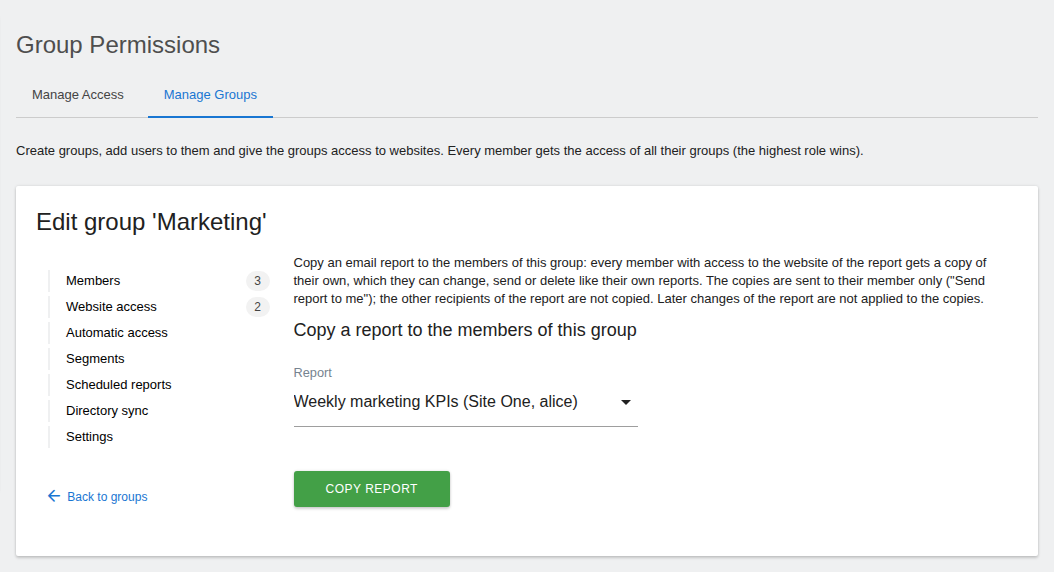 Group Permissions
Manage Access
Manage Groups
Create groups, add users to them and give the groups access to websites. Every member gets the access of all their groups (the highest role wins).
Edit group 'Marketing'
Members 3
Website access 2
Automatic access
Segments
Scheduled reports
Directory sync
Settings
Back to groups
Copy an email report to the members of this group: every member with access to the website of the report gets a copy of
their own, which they can change, send or delete like their own reports. The copies are sent to their member only ("Send
report to me"); the other recipients of the report are not copied. Later changes of the report are not applied to the copies.
Copy a report to the members of this group
Report
Weekly marketing KPIs (Site One, alice)
COPY REPORT